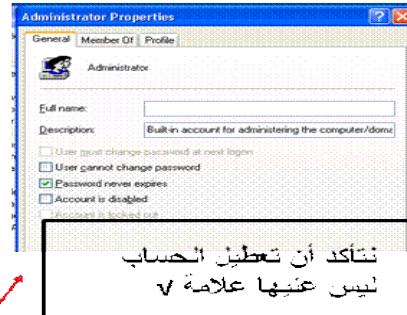 Administrator Properties
General Member Of Profile
Administrator
Full name:
Description: Built-in account for administering the computer/doma
User must change password at next logon
User cannot change password
Password never expires
Account is disabled
Account is locked out
نتأكد أن تعطيل الحساب
ليس عليها علامة √